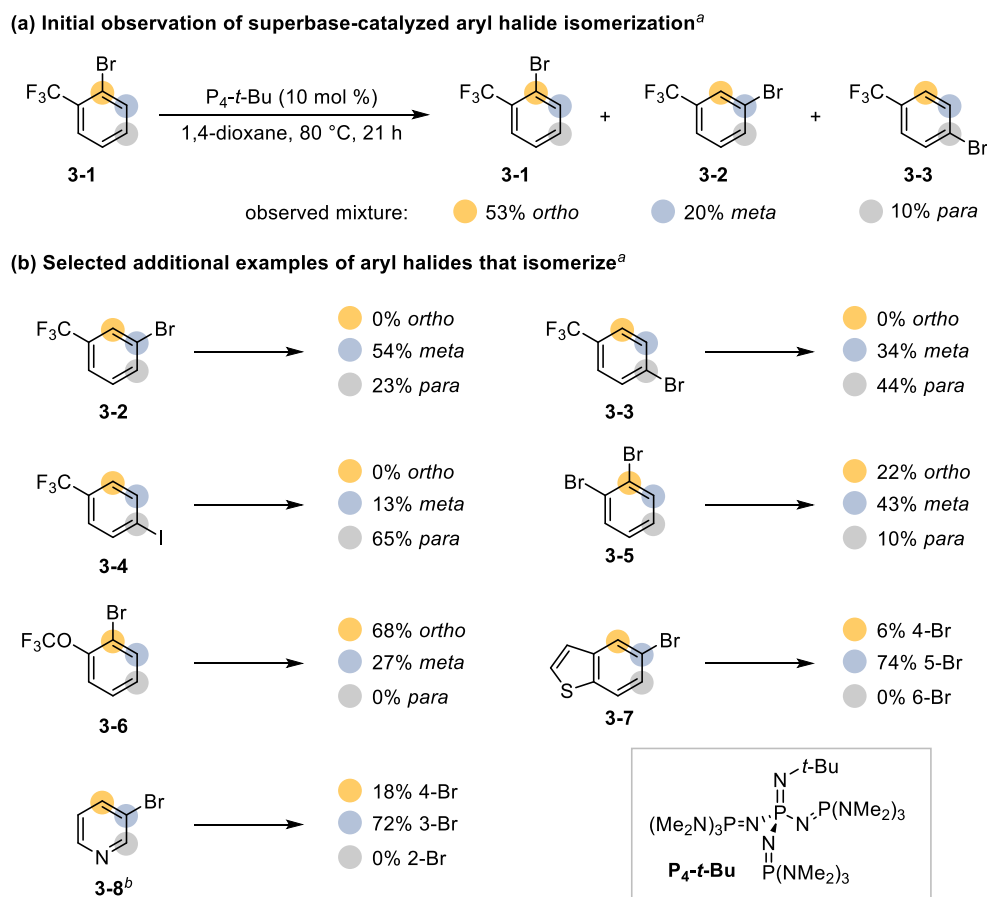 (a) Initial observation of superbase-catalyzed aryl halide isomerization^a
Br
F₃C
3-1
P₄-t-Bu (10 mol %)
1,4-dioxane, 80 °C, 21 h
Br
F₃C
3-1
+
F₃C
Br
3-2
+
F₃C
Br
3-3
observed mixture:
53% ortho
20% meta
10% para
(b) Selected additional examples of aryl halides that isomerize^a
F₃C
Br
3-2
0% ortho
54% meta
23% para
F₃C
Br
3-3
0% ortho
34% meta
44% para
F₃C
I
3-4
0% ortho
13% meta
65% para
Br
Br
3-5
22% ortho
43% meta
10% para
Br
F₃CO
3-6
68% ortho
27% meta
0% para
Br
S
3-7
6% 4-Br
74% 5-Br
0% 6-Br
Br
N
3-8^b
18% 4-Br
72% 3-Br
0% 2-Br
t-Bu
N
(Me₂N)₃P=N
P
N
P(NMe₂)₃
N
P(NMe₂)₃
P₄-t-Bu